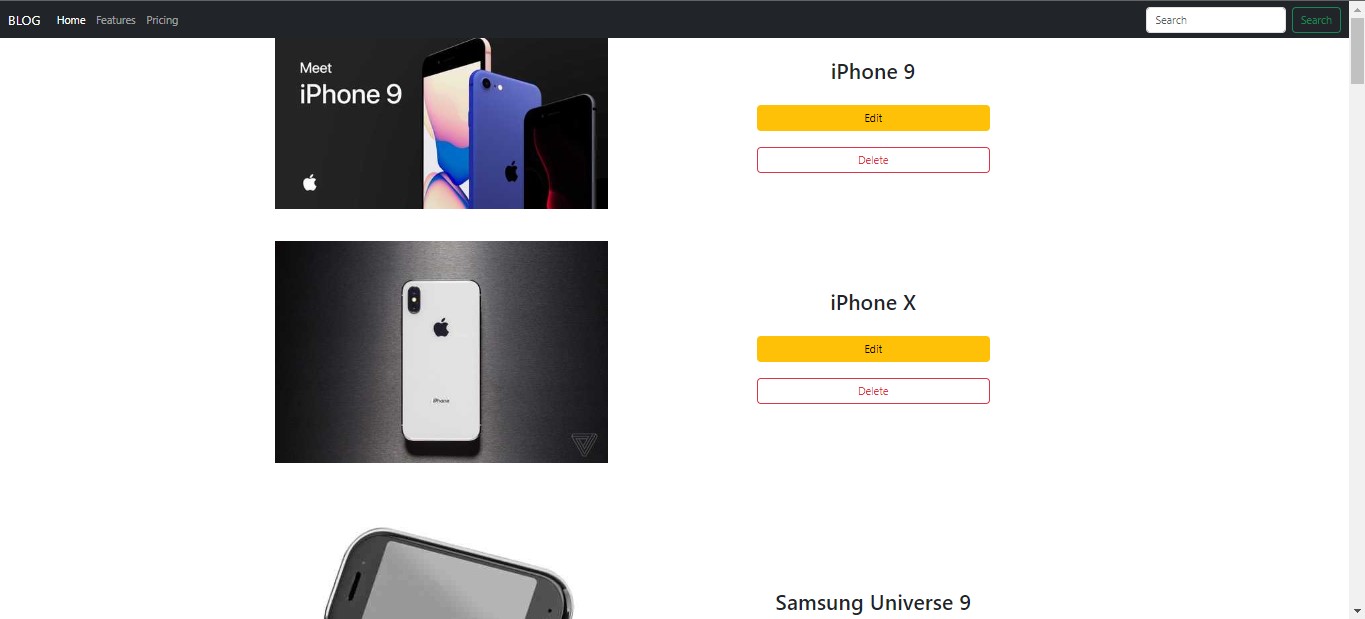 BLOG Home Features Pricing Search Search
Meet
iPhone 9
iPhone 9
Edit
Delete
iPhone
iPhone X
Edit
Delete
Samsung Universe 9